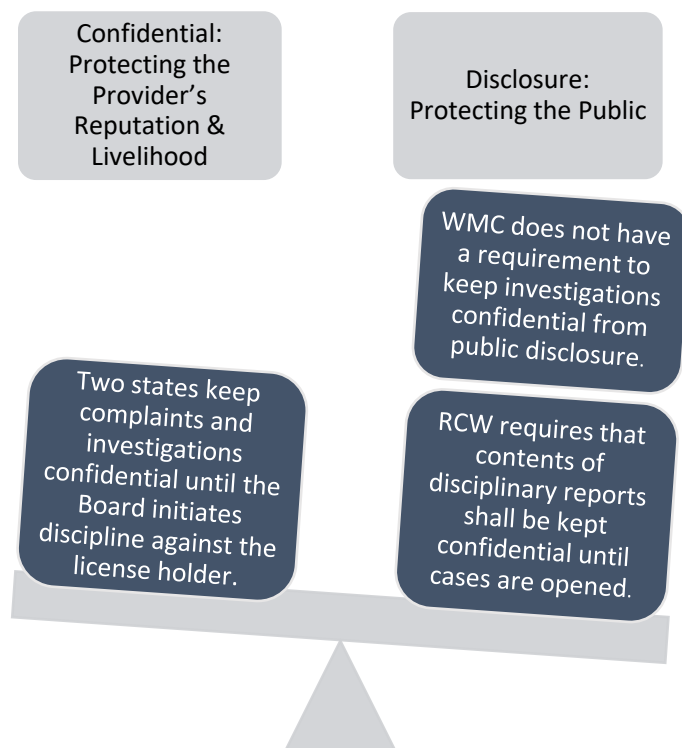 Confidential:
Protecting the
Provider’s
Reputation &
Livelihood
Disclosure:
Protecting the Public
WMC does not have
a requirement to
keep investigations
confidential from
public disclosure.
Two states keep
complaints and
investigations
confidential until the
Board initiates
discipline against the
license holder.
RCW requires that
contents of
disciplinary reports
shall be kept
confidential until
cases are opened.